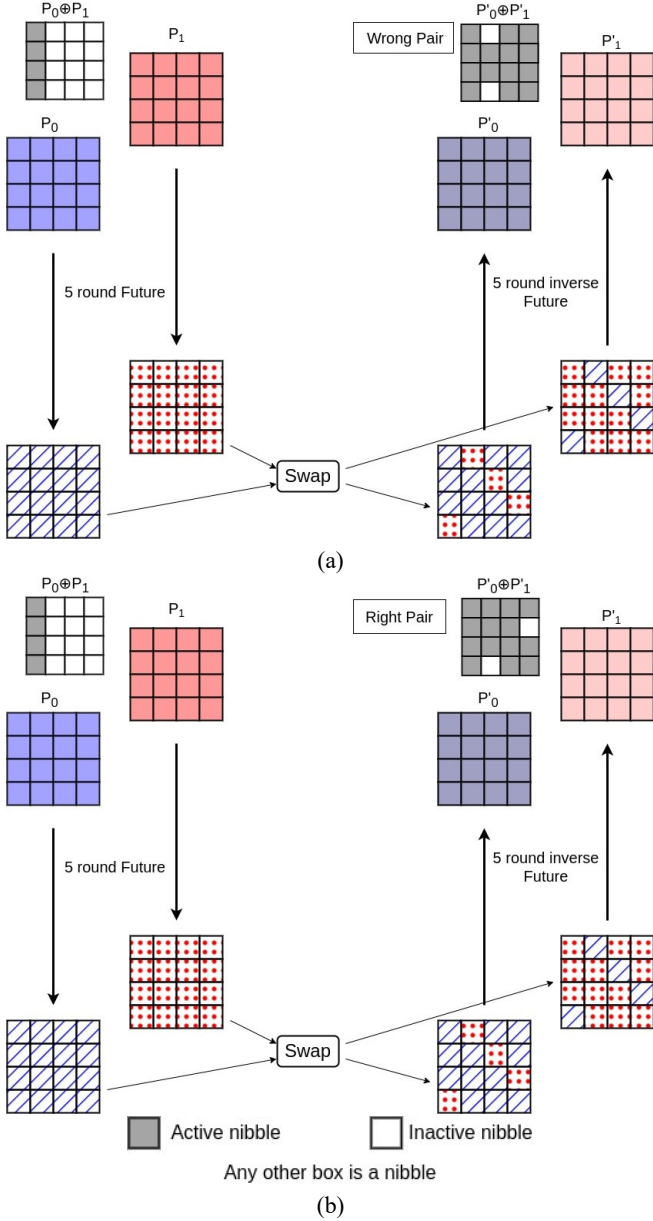 P₀⊕P₁
P₁
Wrong Pair
P'₀⊕P'₁
P'₁
P₀
P'₀
5 round Future
5 round inverse
Future
Swap
(a)
P₀⊕P₁
P₁
Right Pair
P'₀⊕P'₁
P'₁
P₀
P'₀
5 round Future
5 round inverse
Future
Swap
Active nibble
Inactive nibble
Any other box is a nibble
(b)